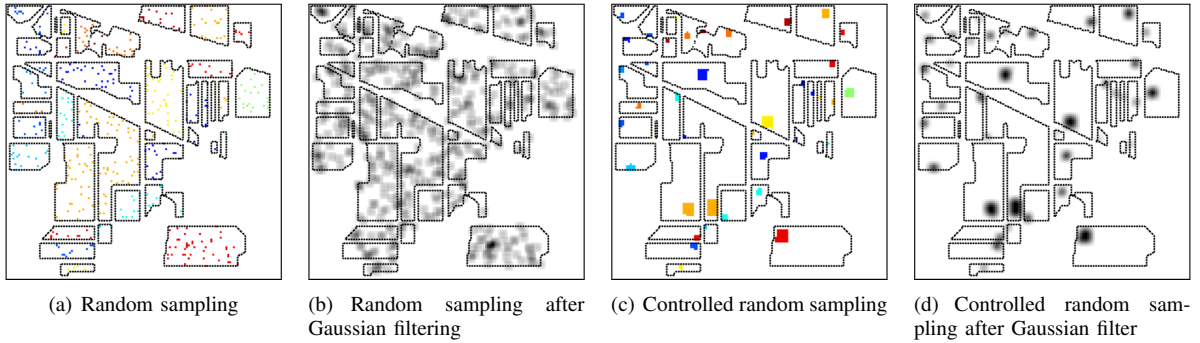 (a) Random sampling
(b) Random sampling after
Gaussian filtering
(c) Controlled random sampling
(d) Controlled random sam-
pling after Gaussian filter